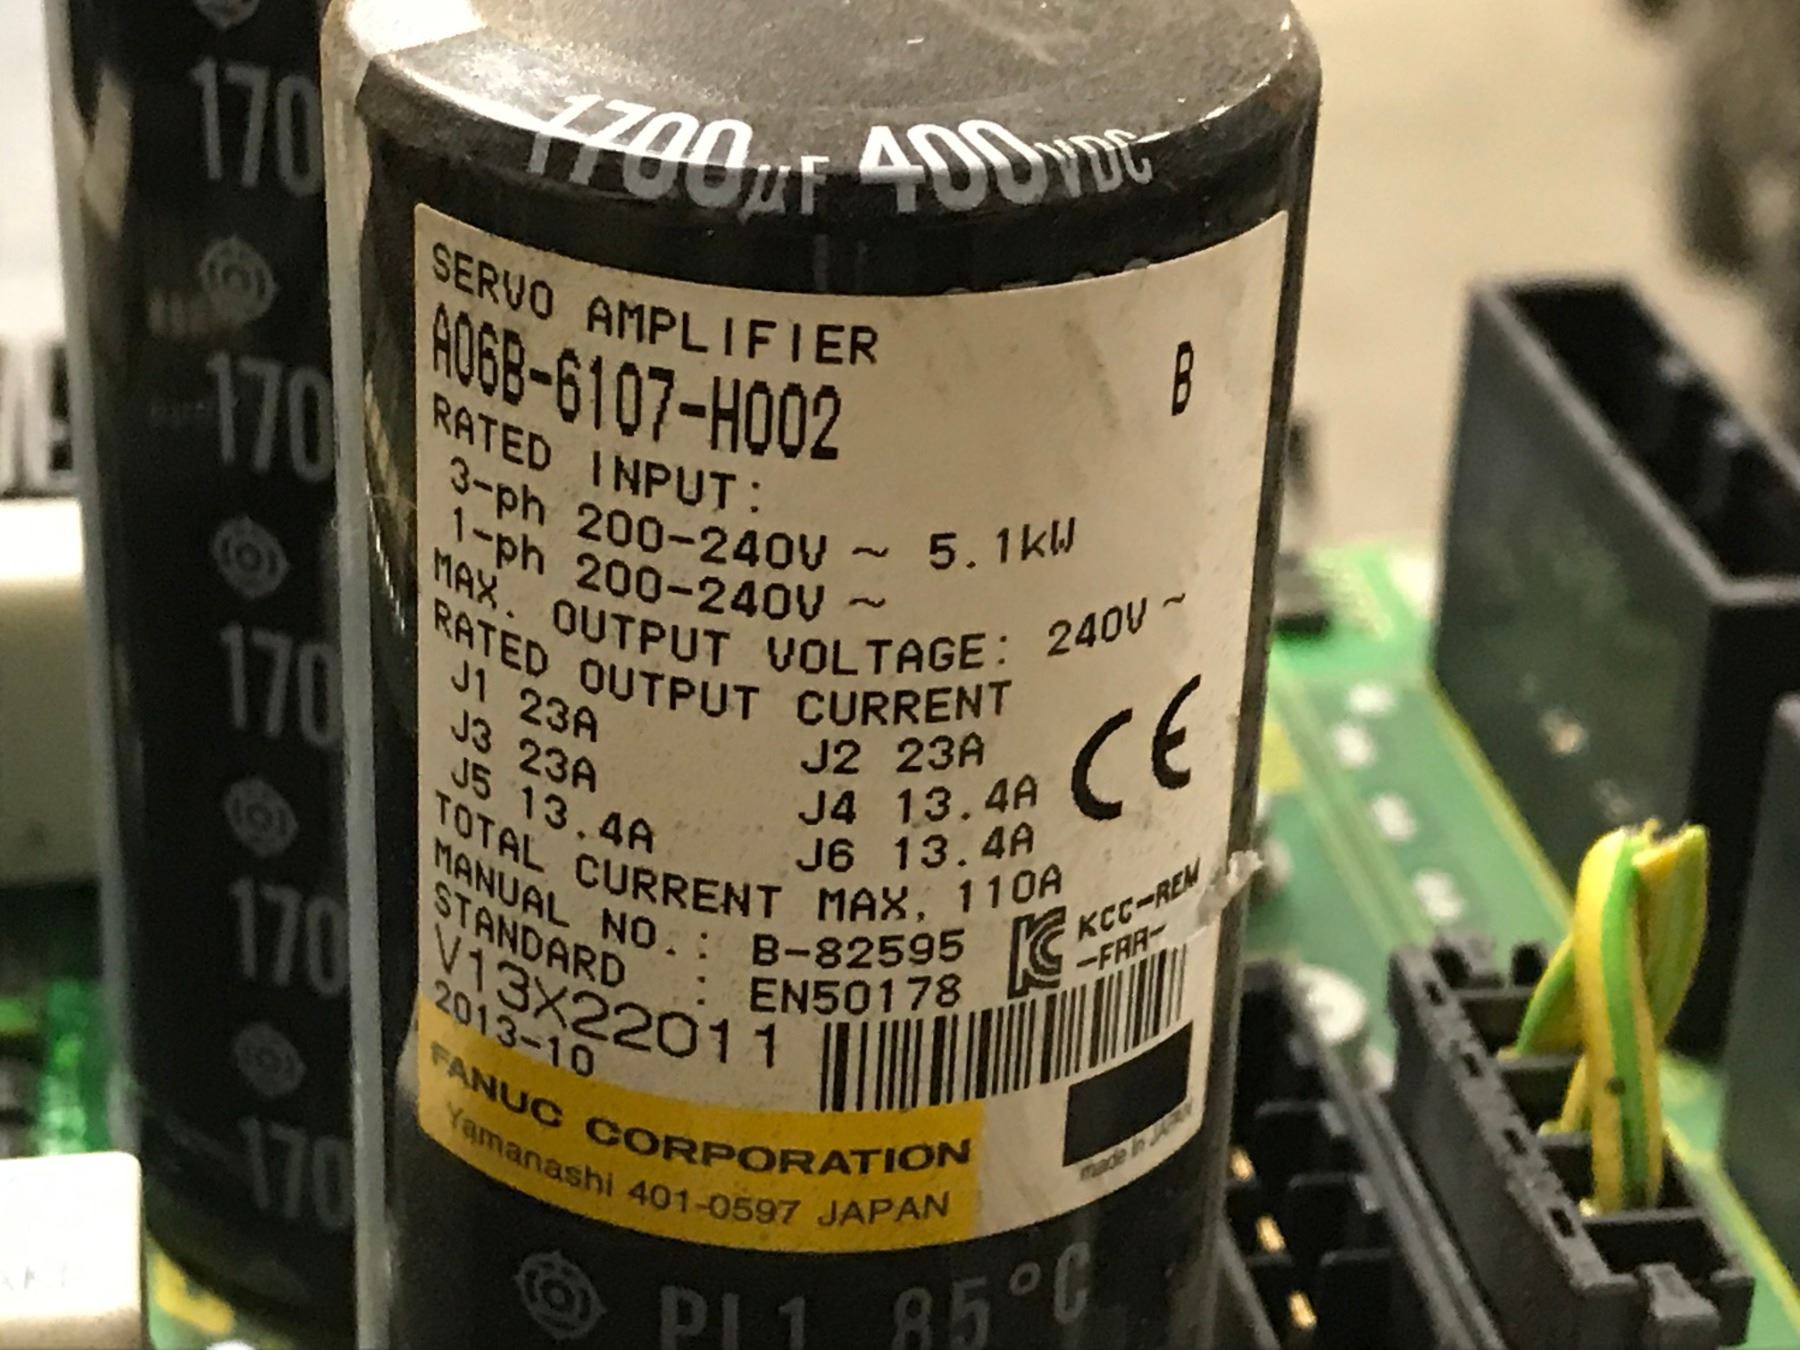 1700μF 400VDC
SERVO AMPLIFIER
A06B-6107-H002 B
RATED INPUT:
3-ph 200-240V ~ 5.1kW
1-ph 200-240V ~
MAX. OUTPUT VOLTAGE: 240V ~
RATED OUTPUT CURRENT
J1 23A J2 23A
J3 23A J4 13.4A
J5 13.4A J6 13.4A
CE
TOTAL CURRENT MAX. 110A
MANUAL NO.: B-82595
STANDARD : EN50178
KC KCC-REM
-FAA-
V13X22011
2013-10
FANUC CORPORATION
Yamanashi 401-0597 JAPAN
made in JAPAN
85°C
170
170
170
170
170